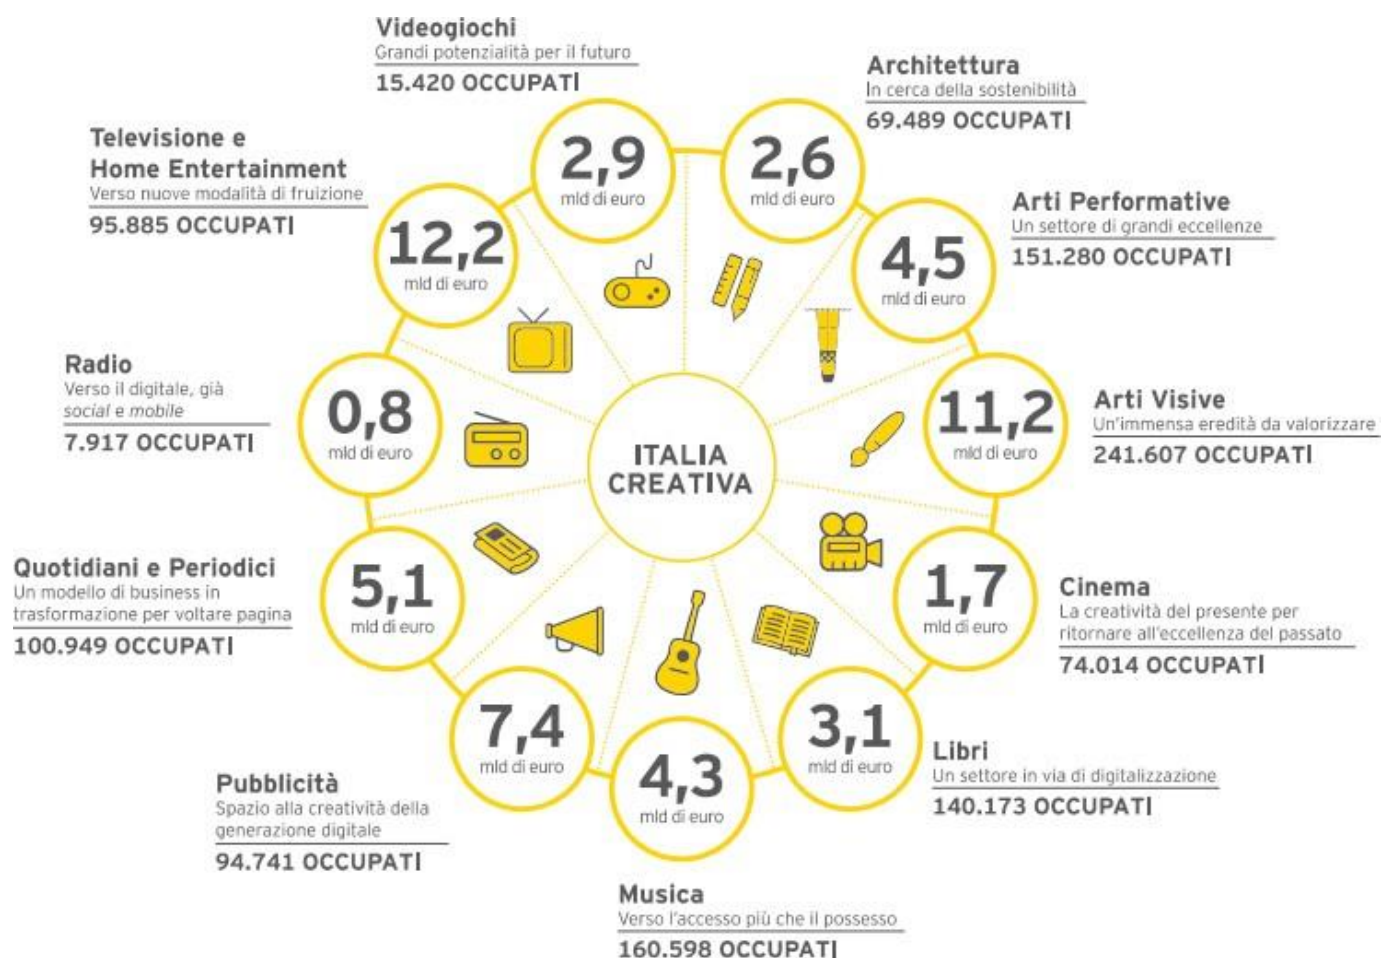 Videogiochi
Grandi potenzialità per il futuro
15.420 OCCUPATI
2,9
mld di euro
Architettura
In cerca della sostenibilità
69.489 OCCUPATI
2,6
mld di euro
Arti Performative
Un settore di grandi eccellenze
151.280 OCCUPATI
4,5
mld di euro
Arti Visive
Un'immensa eredità da valorizzare
241.607 OCCUPATI
11,2
mld di euro
Cinema
La creatività del presente per
ritornare all'eccellenza del passato
74.014 OCCUPATI
1,7
mld di euro
Libri
Un settore in via di digitalizzazione
140.173 OCCUPATI
3,1
mld di euro
Musica
Verso l'accesso più che il possesso
160.598 OCCUPATI
4,3
mld di euro
Pubblicità
Spazio alla creatività della
generazione digitale
94.741 OCCUPATI
7,4
mld di euro
Quotidiani e Periodici
Un modello di business in
trasformazione per voltare pagina
100.949 OCCUPATI
5,1
mld di euro
Radio
Verso il digitale, già
social e mobile
7.917 OCCUPATI
0,8
mld di euro
Televisione e
Home Entertainment
Verso nuove modalità di fruizione
95.885 OCCUPATI
12,2
mld di euro
ITALIA
CREATIVA